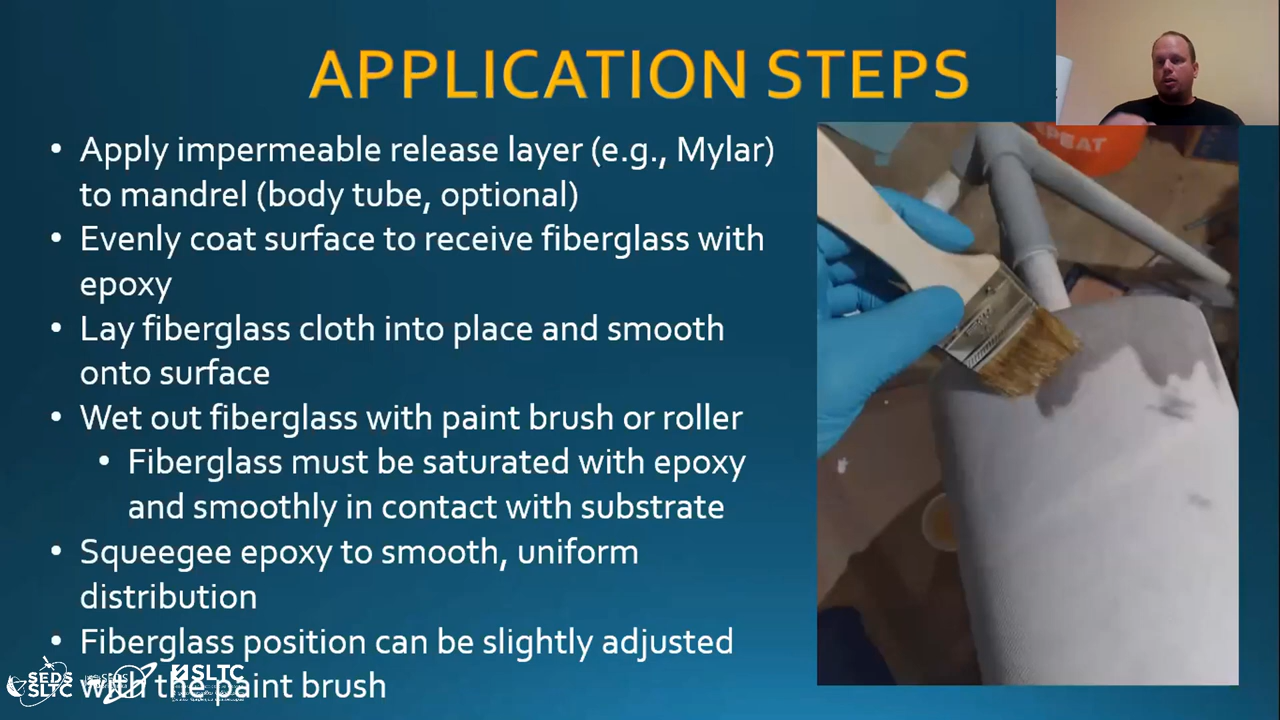 APPLICATION STEPS
• Apply impermeable release layer (e.g., Mylar)
to mandrel (body tube, optional)
• Evenly coat surface to receive fiberglass with
epoxy
• Lay fiberglass cloth into place and smooth
onto surface
• Wet out fiberglass with paint brush or roller
• Fiberglass must be saturated with epoxy
and smoothly in contact with substrate
• Squeegee epoxy to smooth, uniform
distribution
• Fiberglass position can be slightly adjusted
with the paint brush
SEDS
SLTC
SEDS
SLTC
EPEAT